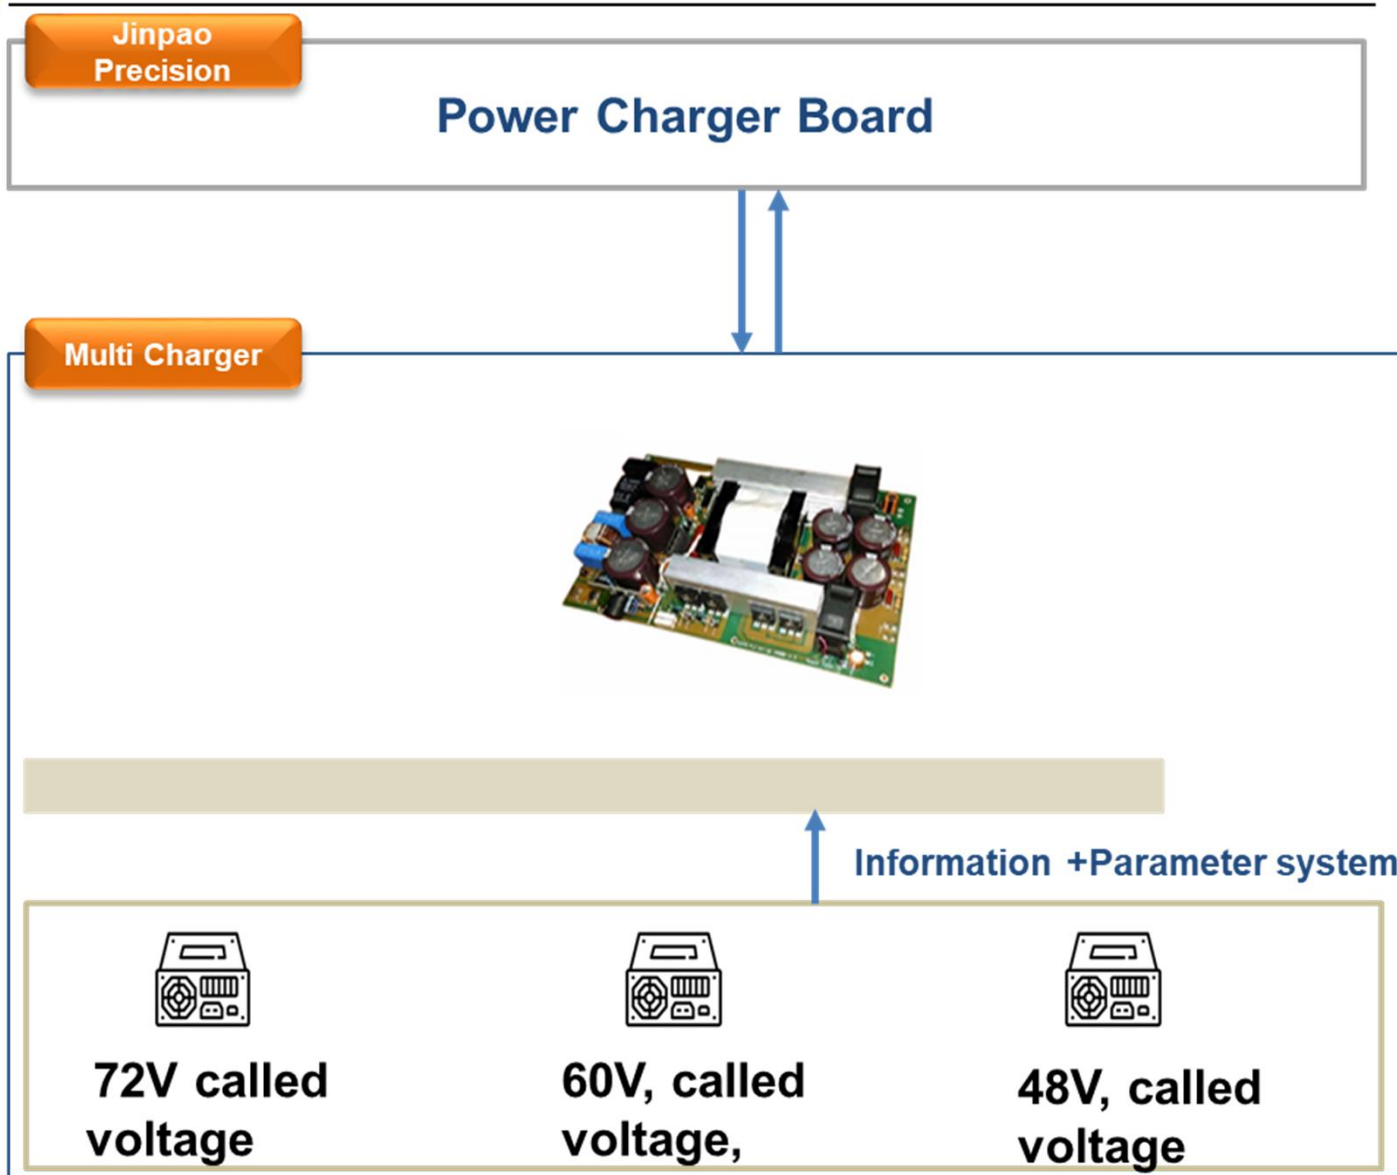 Jinpao
Precision
Power Charger Board
Multi Charger
Information +Parameter system
72V called
voltage
60V, called
voltage,
48V, called
voltage